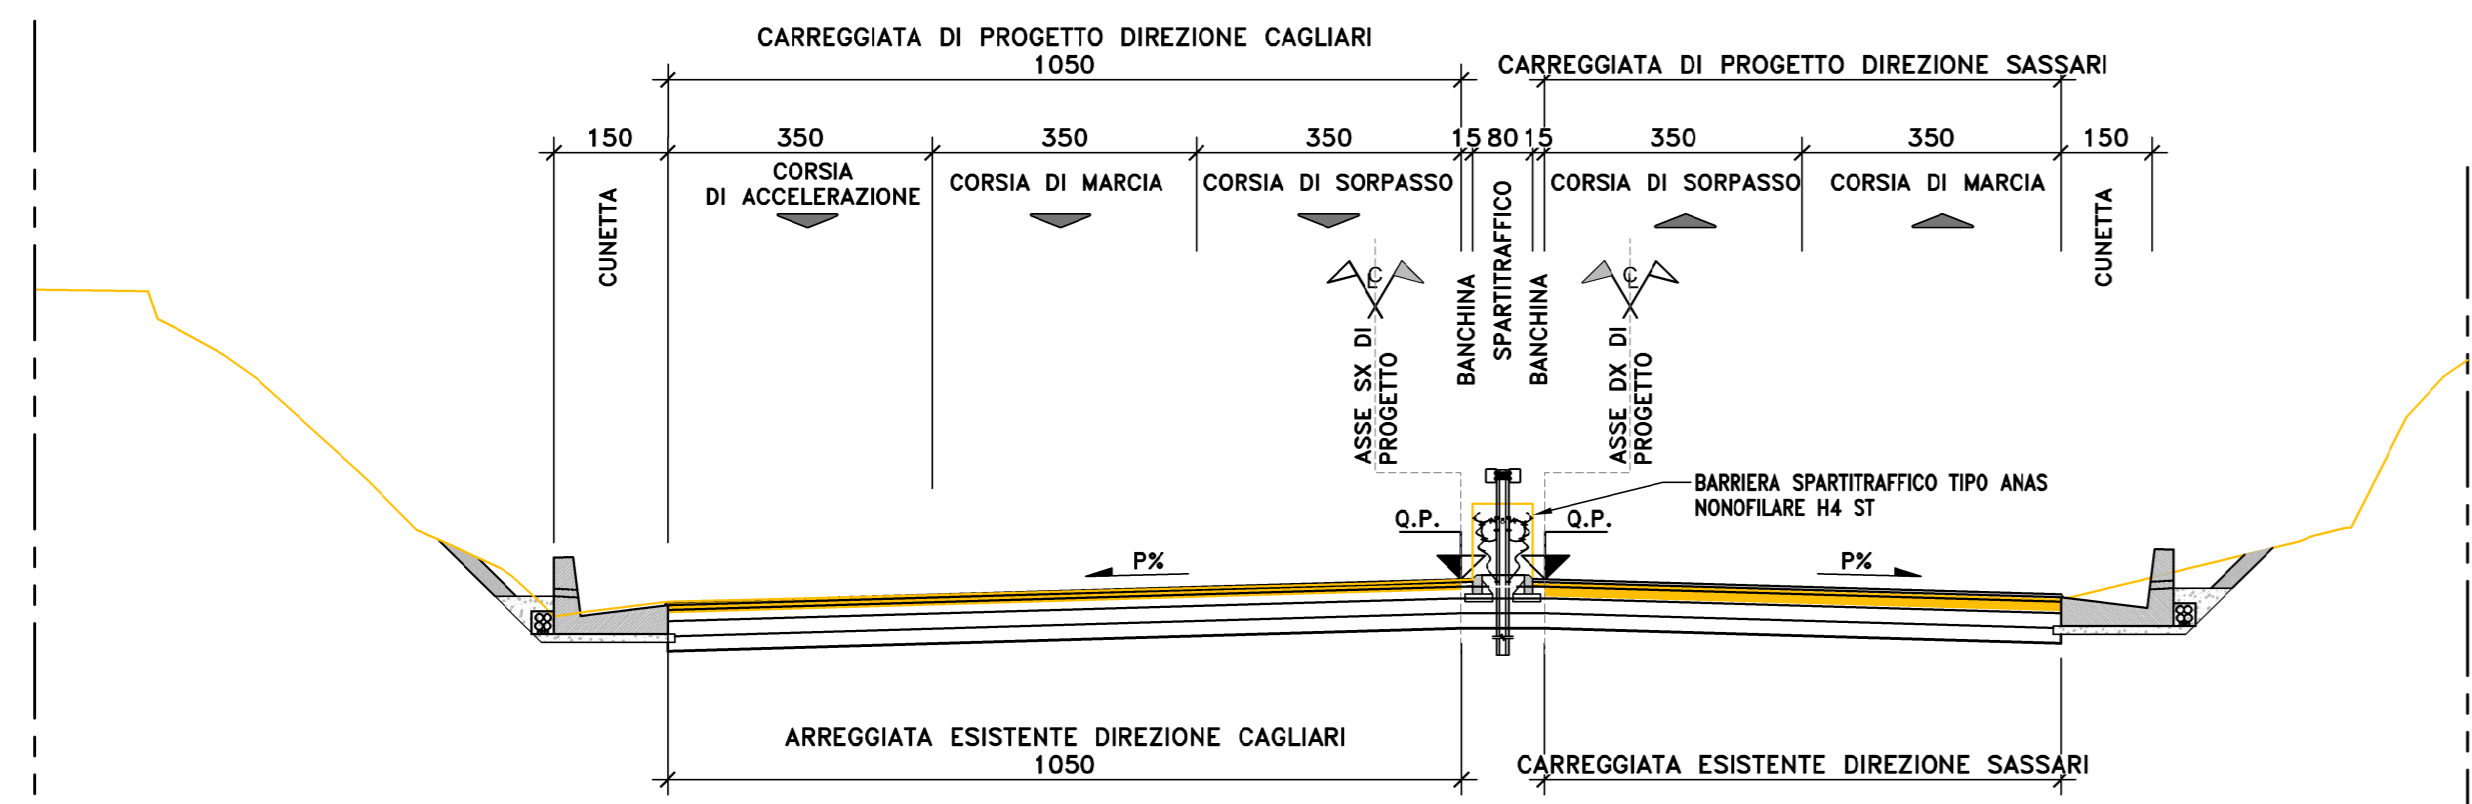 CARREGGIATA DI PROGETTO DIREZIONE CAGLIARI
1050
CARREGGIATA DI PROGETTO DIREZIONE SASSARI
150
350
350
350
15
80
15
350
350
150
CUNETTA
CORSIA
DI ACCELERAZIONE
CORSIA DI MARCIA
CORSIA DI SORPASSO
BANCHINA
SPARTITRAFFICO
BANCHINA
CORSIA DI SORPASSO
CORSIA DI MARCIA
CUNETTA
CL
CL
ASSE SX DI
PROGETTO
ASSE DX DI
PROGETTO
BARRIERA SPARTITRAFFICO TIPO ANAS
NONOFILARE H4 ST
Q.P.
Q.P.
P%
P%
ARREGGIATA ESISTENTE DIREZIONE CAGLIARI
1050
CARREGGIATA ESISTENTE DIREZIONE SASSARI